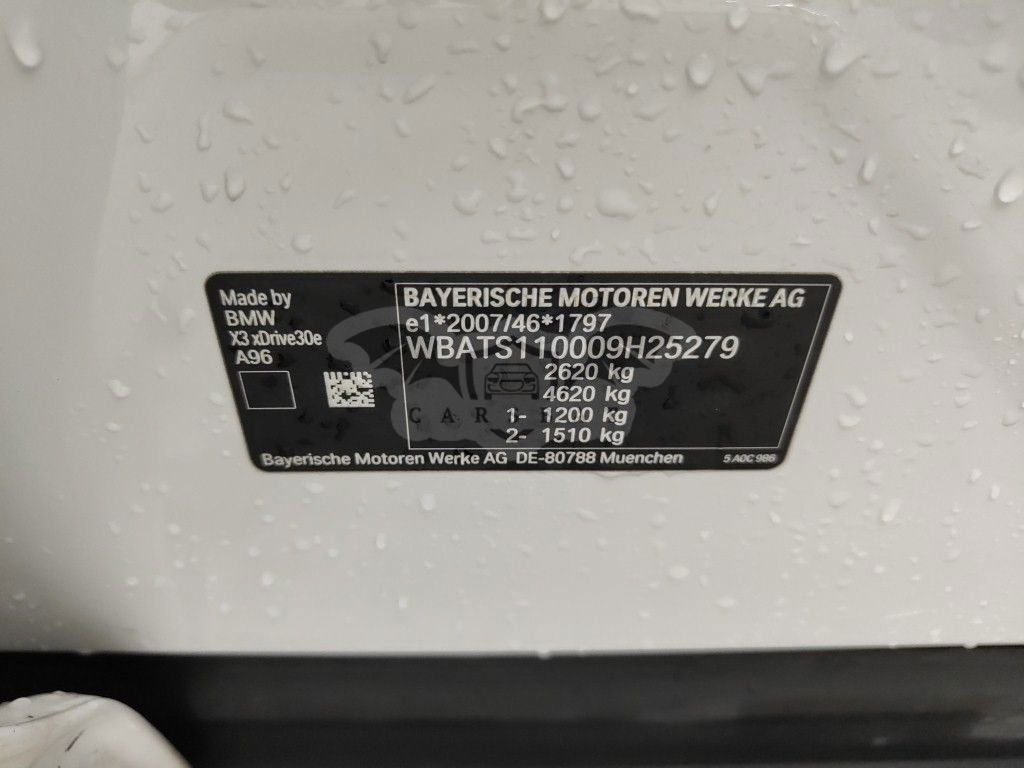 Made by
BMW
X3 xDrive30e
A96
BAYERISCHE MOTOREN WERKE AG
e1*2007/46*1797
WBATS110009H25279
2620 kg
4620 kg
1- 1200 kg
2- 1510 kg
Bayerische Motoren Werke AG DE-80788 Muenchen
5 A0C 986